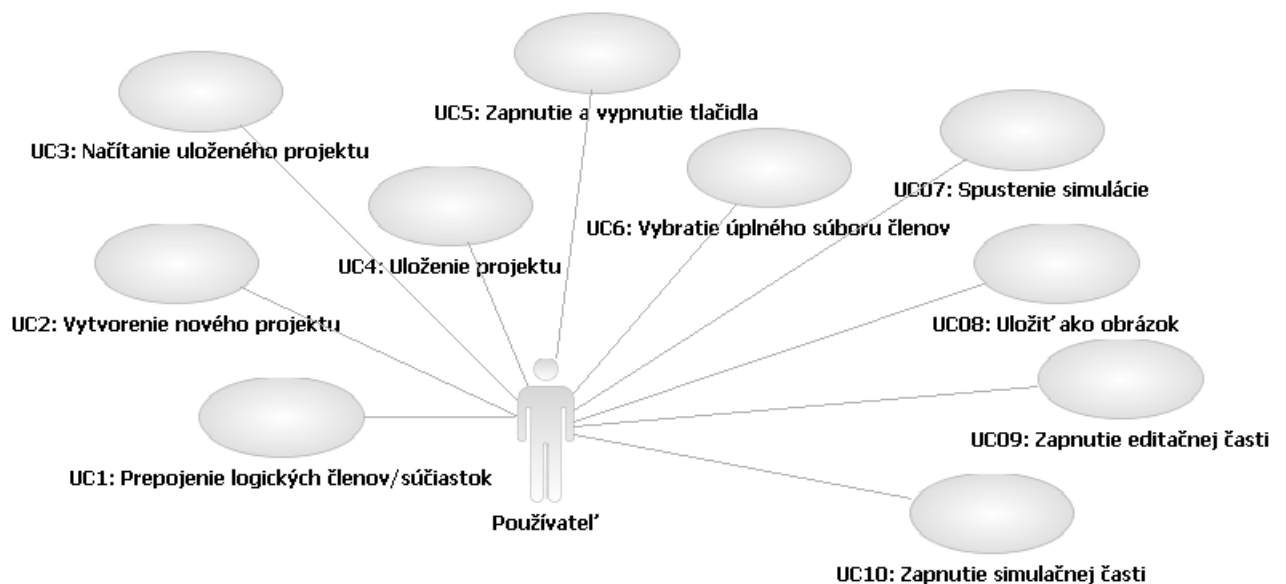 UC5: Zapnutie a vypnutie tlačidla
UC3: Načítanie uloženého projektu
UC07: Spustenie simulácie
UC6: Vybratie úplného súboru členov
UC4: Uloženie projektu
UC2: Vytvorenie nového projektu
UC08: Uložiť ako obrázok
UC09: Zapnutie editačnej časti
UC1: Prepojenie logických členov/súčiastok
Používateľ
UC10: Zapnutie simulačnej časti